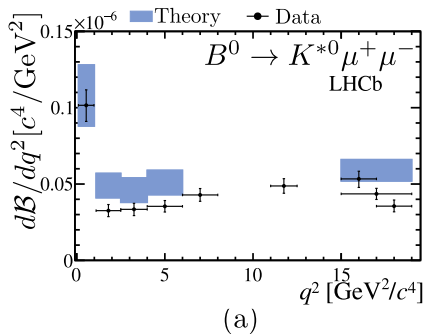 ×10⁻⁶
Theory Data
B⁰ → K*⁰μ⁺μ⁻
LHCb
dℬ/dq² [c⁴/GeV²]
0.15
0.1
0.05
0
0 5 10 15
q² [GeV²/c⁴]
(a)